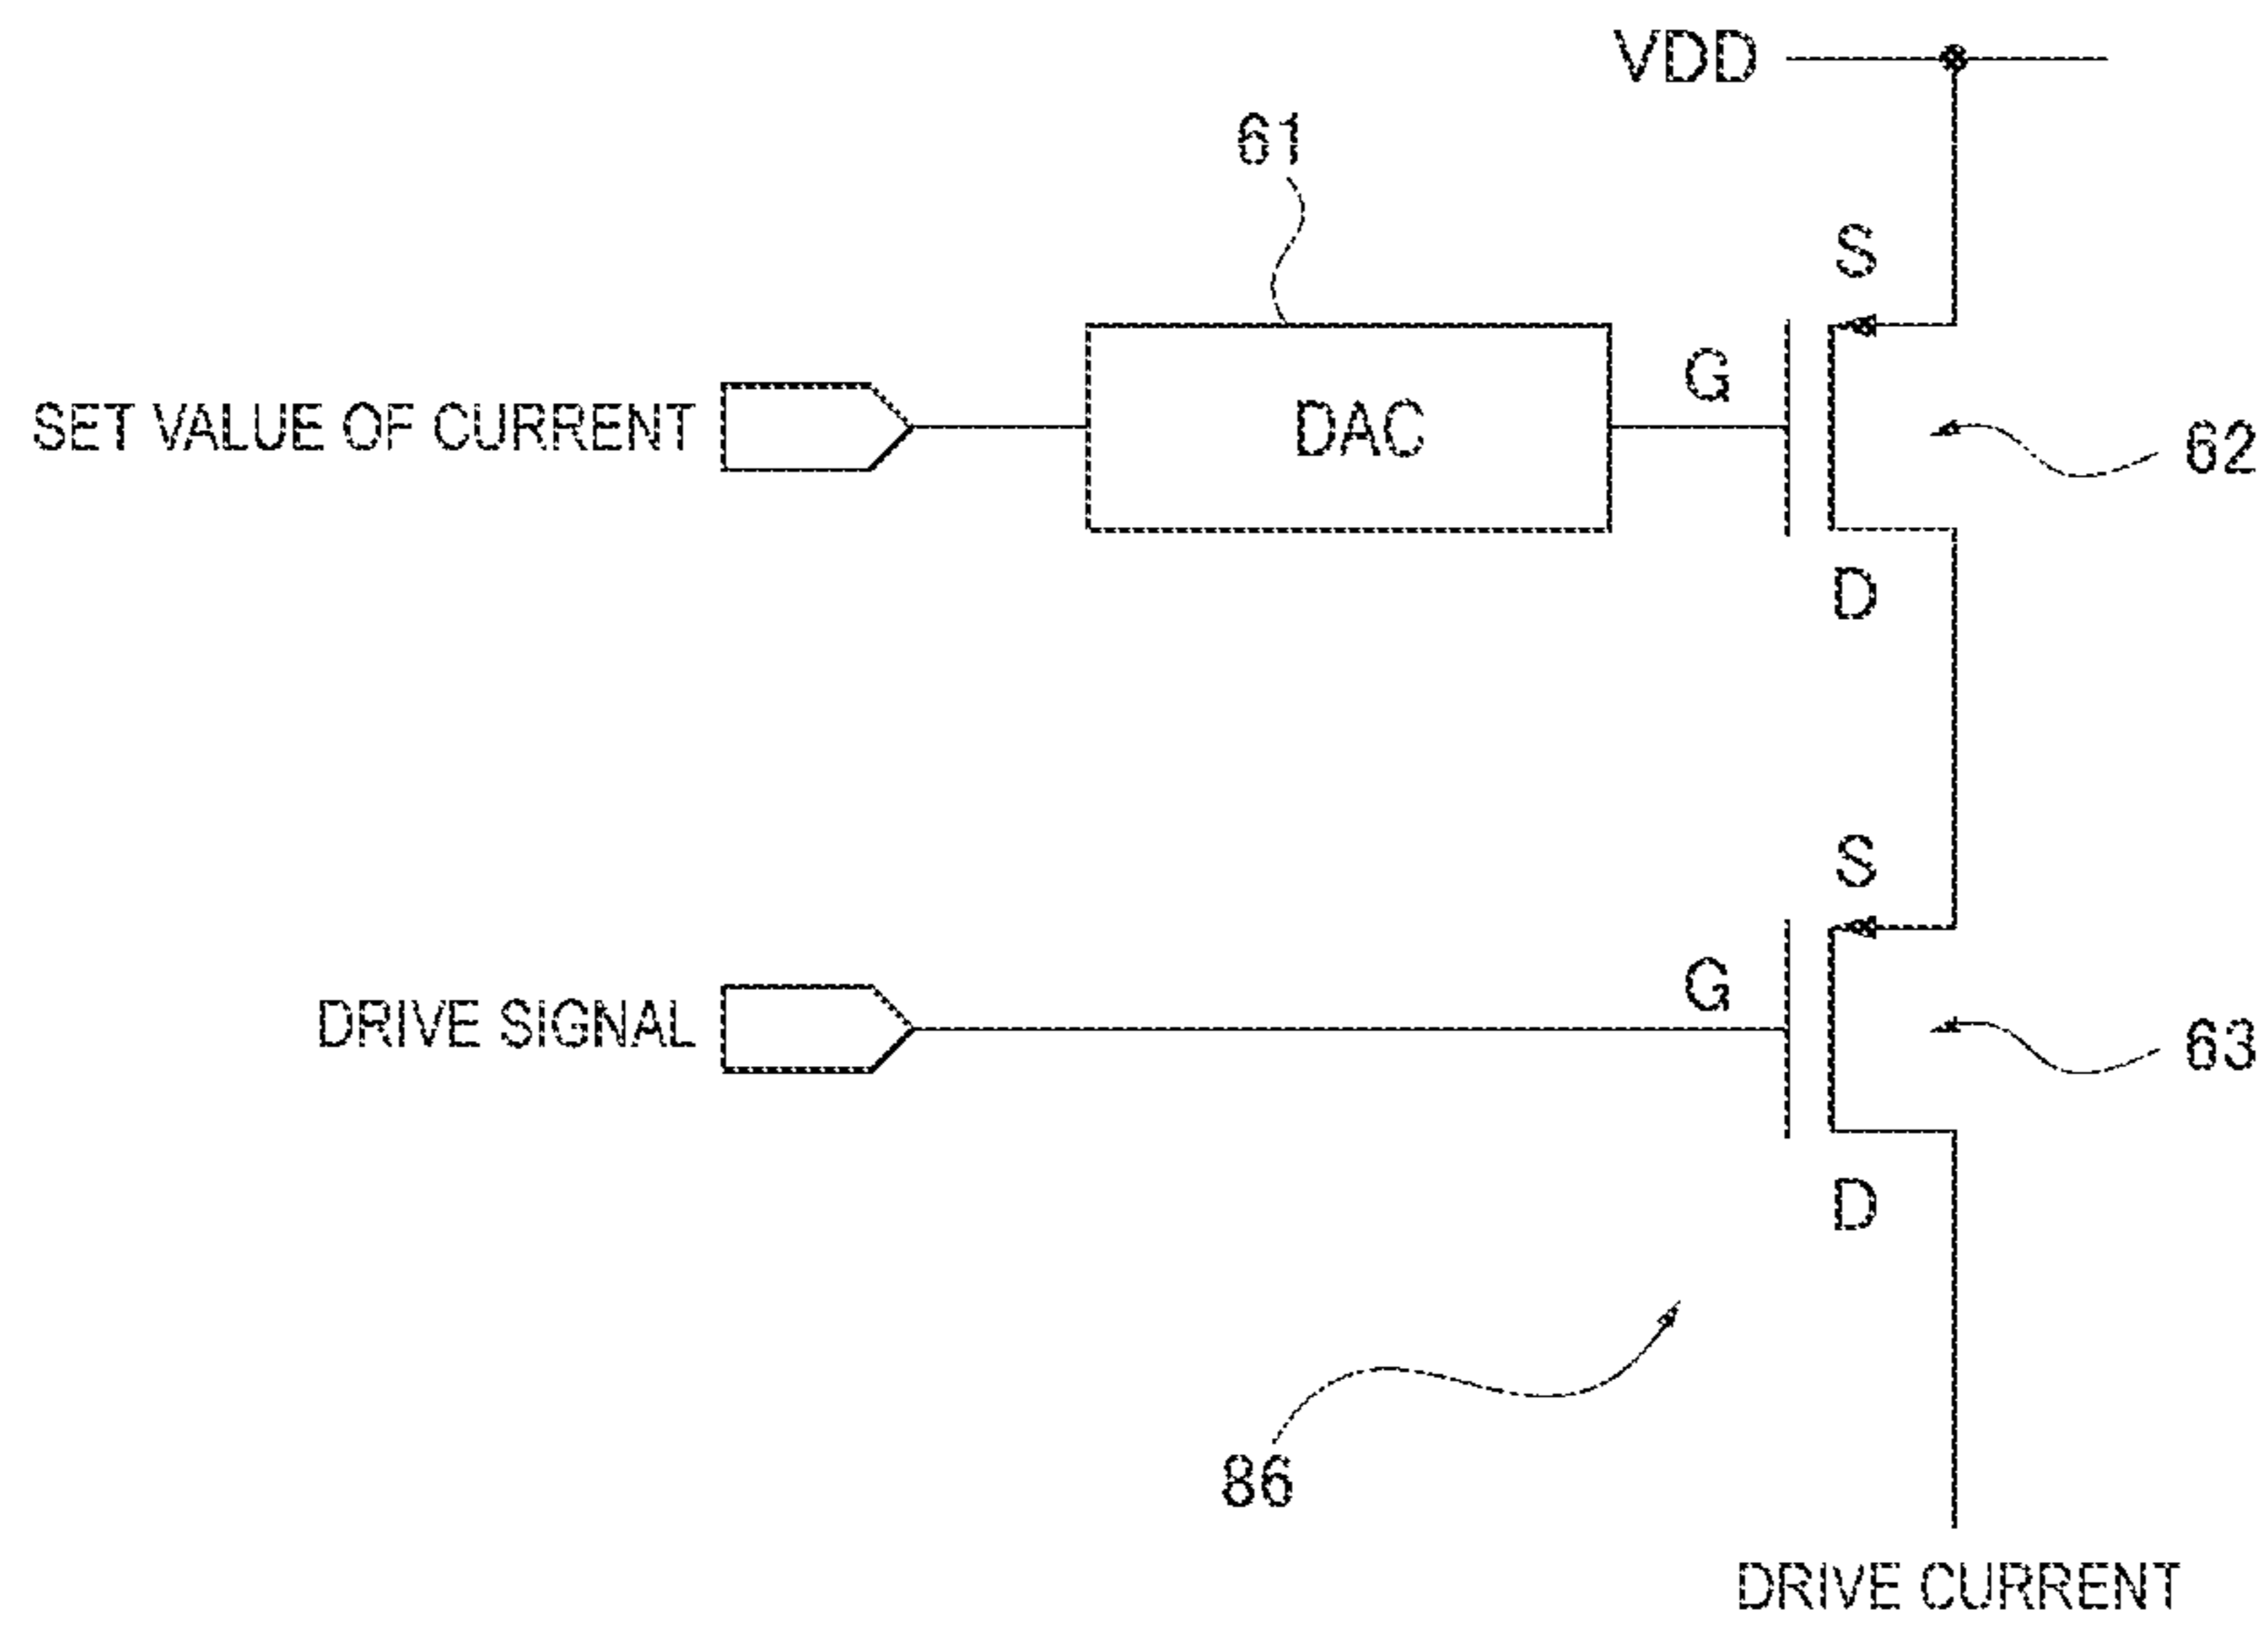 VDD
61
S
G
SET VALUE OF CURRENT
DAC
62
D
S
G
DRIVE SIGNAL
63
D
86
DRIVE CURRENT